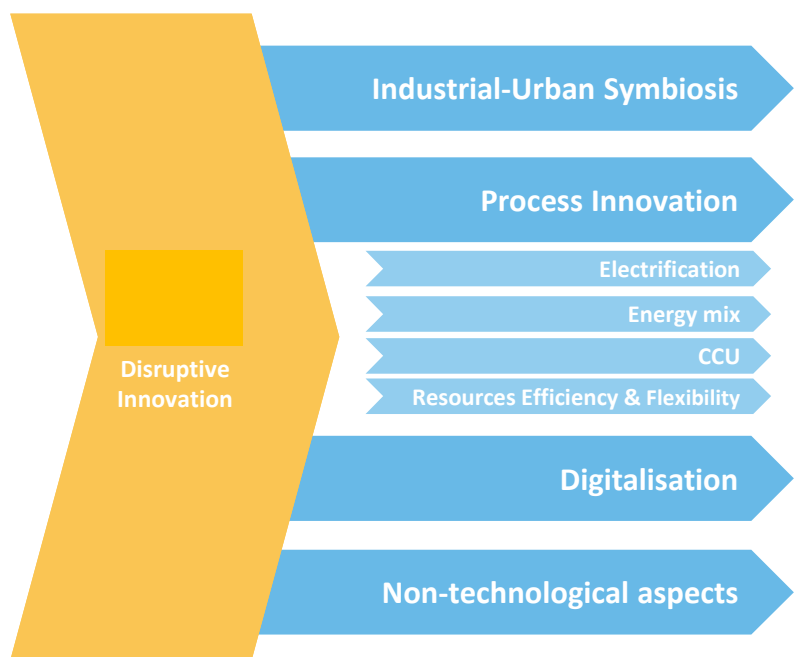 Industrial-Urban Symbiosis
Process Innovation
Electrification
Energy mix
CCU
Resources Efficiency & Flexibility
Disruptive
Innovation
Digitalisation
Non-technological aspects